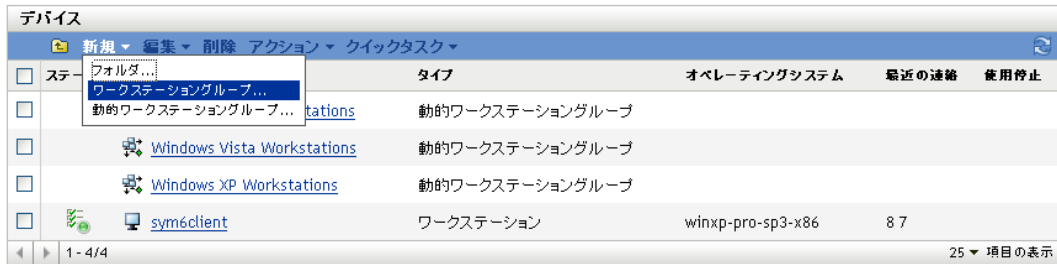 デバイス
新規 編集 削除 アクション クイックタスク
フォルダ...
ワークステーショングループ...
動的ワークステーショングループ...
ステー タイプ オペレーティングシステム 最近の連絡 使用停止
tations 動的ワークステーショングループ
Windows Vista Workstations 動的ワークステーショングループ
Windows XP Workstations 動的ワークステーショングループ
sym6client ワークステーション winxp-pro-sp3-x86 8 7
1 - 4/4 25 項目の表示